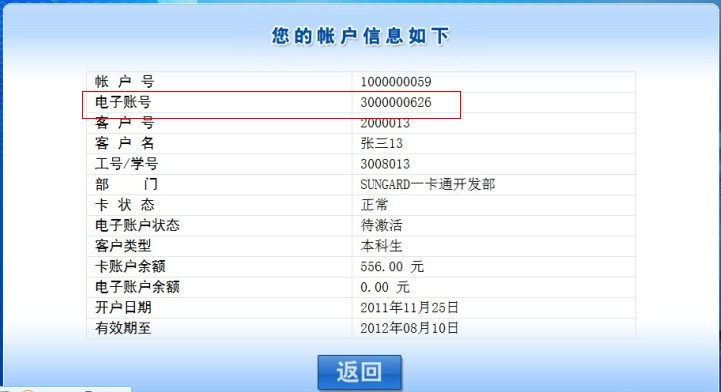 您的帐户信息如下
帐 户 号 1000000059
电子账号 3000000626
客 户 号 2000013
客 户 名 张三13
工号/学号 3008013
部 门 SUNGARD一卡通开发部
卡 状 态 正常
电子账户状态 待激活
客户类型 本科生
卡账户余额 556.00 元
电子账户余额 0.00 元
开户日期 2011年11月25日
有效期至 2012年08月10日
返回